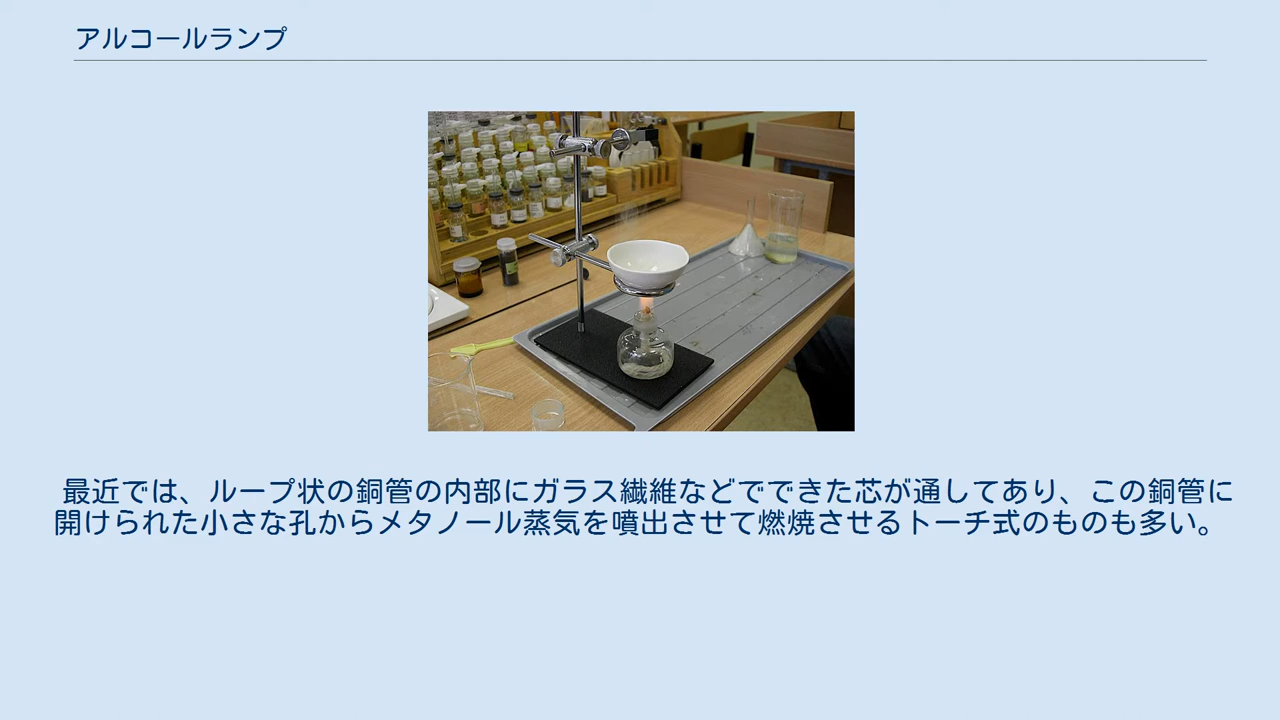 アルコールランプ
最近では、ループ状の銅管の内部にガラス繊維などでできた芯が通してあり、この銅管に
開けられた小さな孔からメタノール蒸気を噴出させて燃焼させるトーチ式のものも多い。